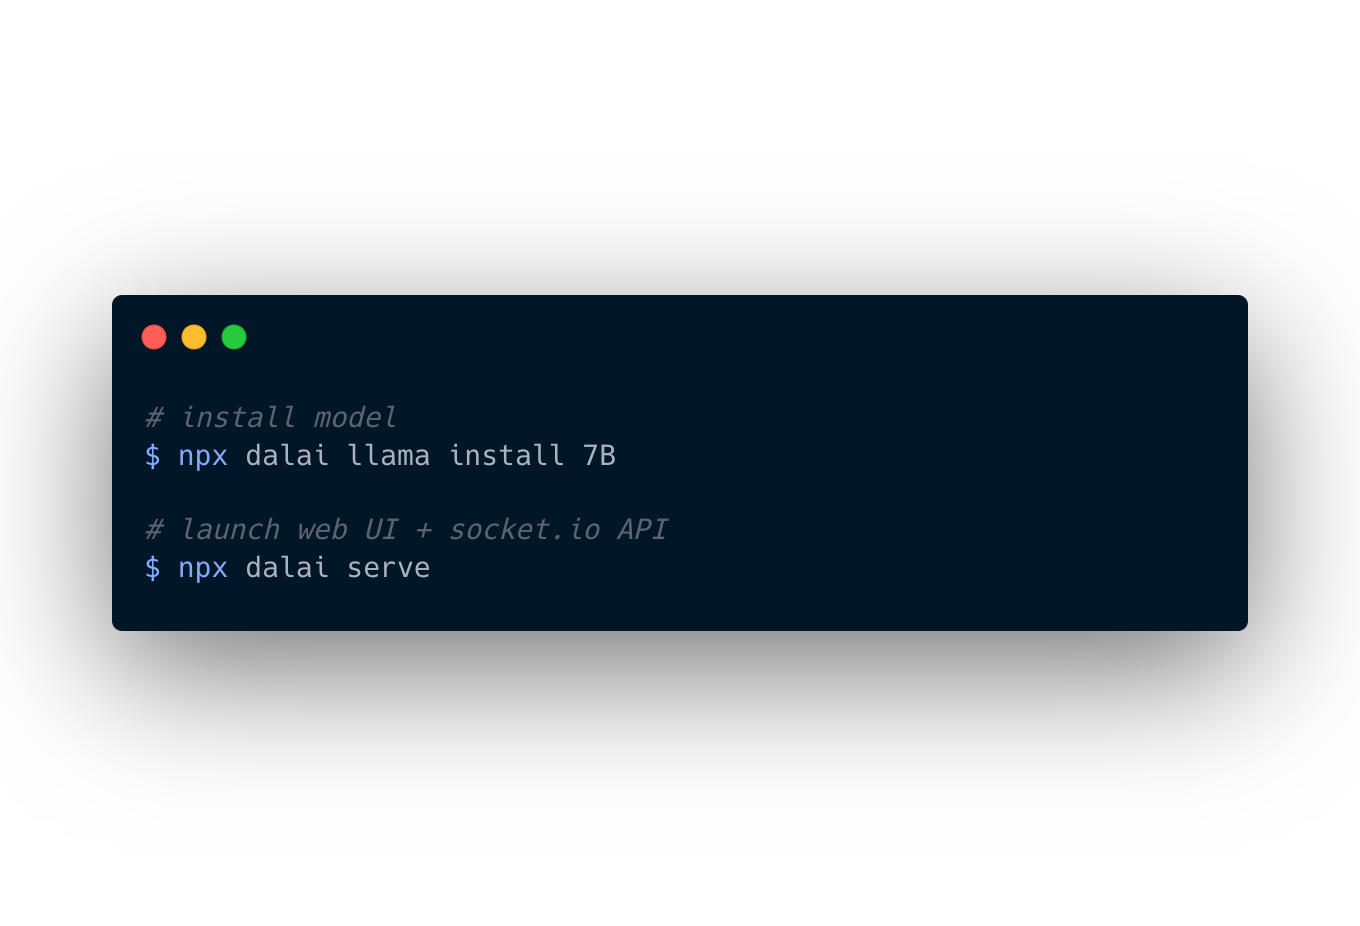 # install model
$ npx dalai llama install 7B
# launch web UI + socket.io API
$ npx dalai serve